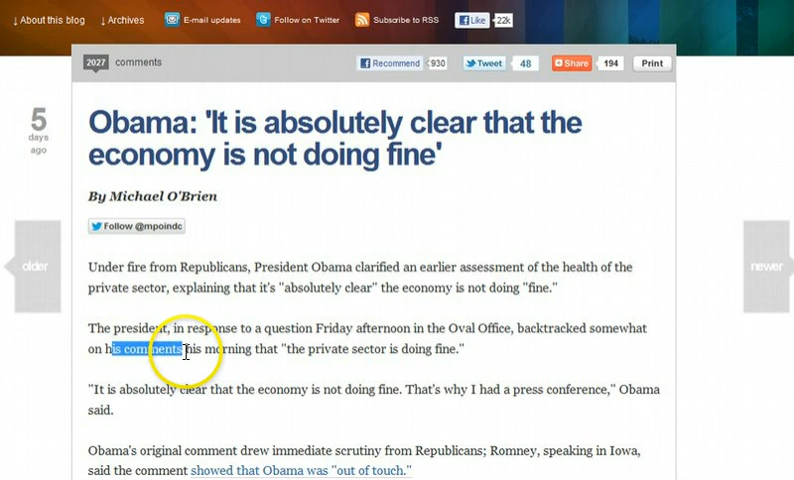 ↓ About this blog ↓ Archives E-mail updates Follow on Twitter Subscribe to RSS Like 22k
2027 comments Recommend 930 Tweet 48 Share 194 Print
5
days
ago
Obama: 'It is absolutely clear that the
economy is not doing fine'
By Michael O'Brien
Follow @mpoindc
older
newer
Under fire from Republicans, President Obama clarified an earlier assessment of the health of the
private sector, explaining that it's "absolutely clear" the economy is not doing "fine."
The president, in response to a question Friday afternoon in the Oval Office, backtracked somewhat
on his comments his morning that "the private sector is doing fine."
"It is absolutely clear that the economy is not doing fine. That's why I had a press conference," Obama
said.
Obama's original comment drew immediate scrutiny from Republicans; Romney, speaking in Iowa,
said the comment showed that Obama was "out of touch."